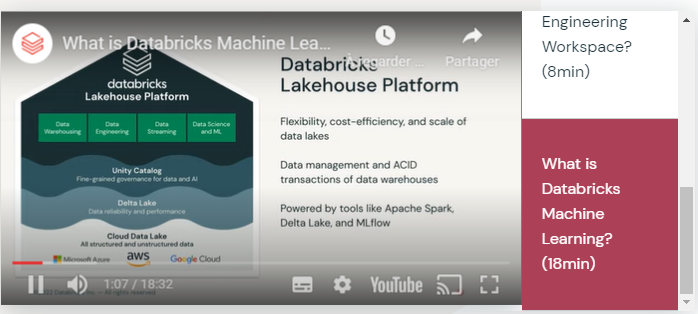 What is Databricks Machine Lea...
À regarder ...
Partager
databricks
Lakehouse Platform
Data
Warehousing
Data
Engineering
Data
Streaming
Data Science
and ML
Unity Catalog
Fine-grained governance for data and AI
Delta Lake
Data reliability and performance
Cloud Data Lake
All structured and unstructured data
Microsoft Azure
aws
Google Cloud
Databricks
Lakehouse Platform
Flexibility, cost-efficiency, and scale of
data lakes
Data management and ACID
transactions of data warehouses
Powered by tools like Apache Spark,
Delta Lake, and MLflow
1:07 / 18:32
YouTube
Engineering
Workspace?
(8min)
What is
Databricks
Machine
Learning?
(18min)